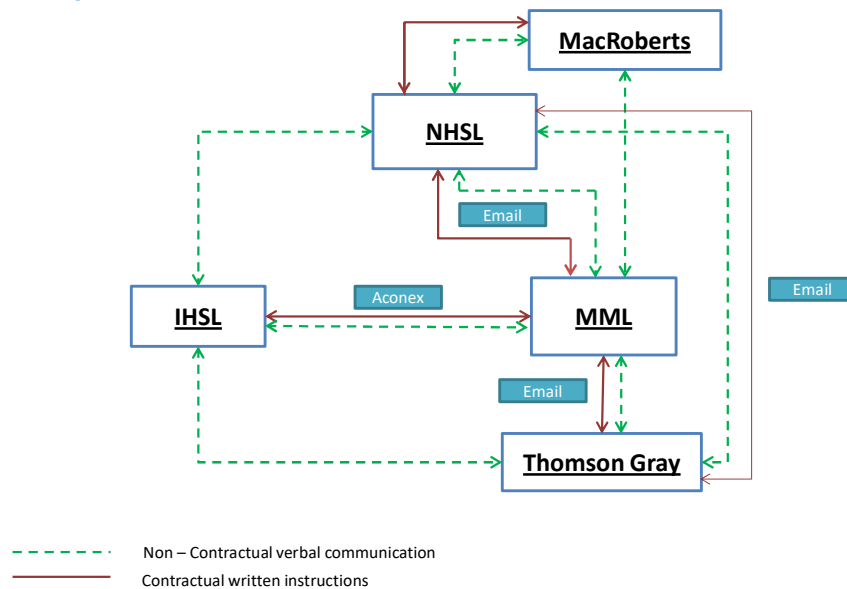 MacRoberts
NHSL
Email
Aconex
Email
IHSL
MML
Email
Thomson Gray
Non – Contractual verbal communication
Contractual written instructions